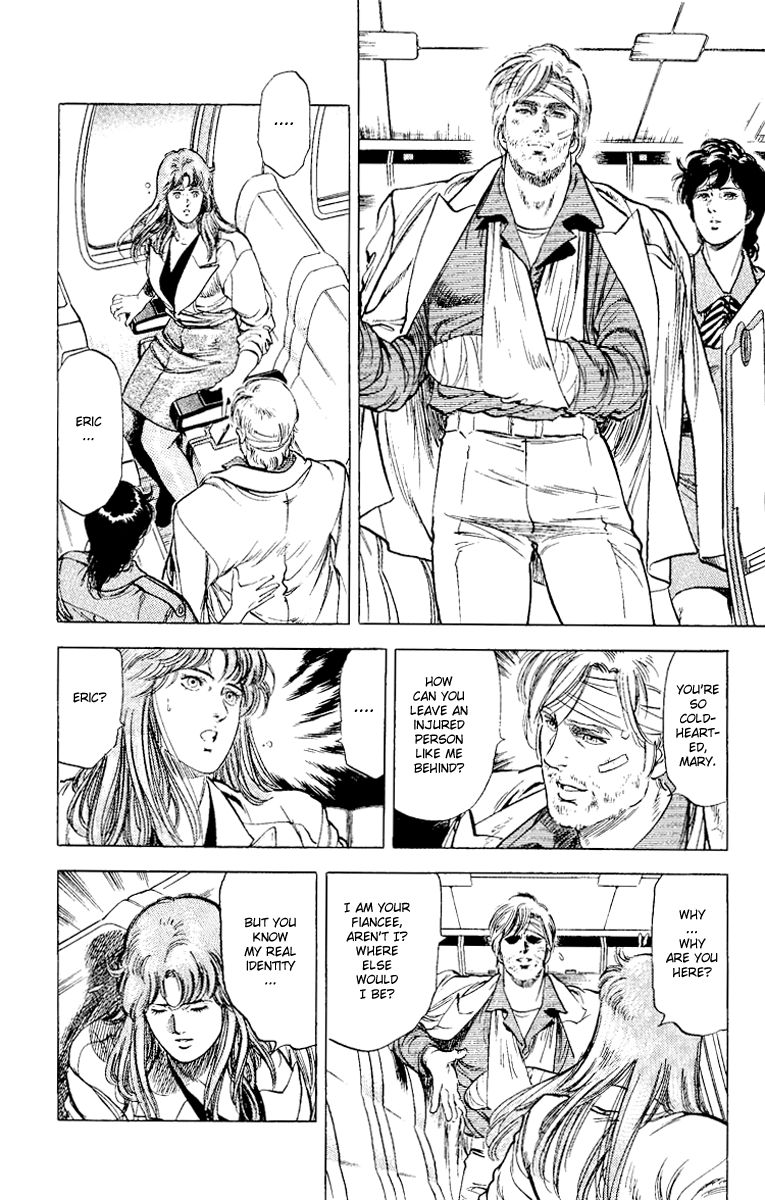 ....
ERIC
...
YOU'RE
SO
COLD-
HEART-
ED,
MARY.
HOW
CAN YOU
LEAVE AN
INJURED
PERSON
LIKE ME
BEHIND?
....
ERIC?
WHY
...
WHY
ARE YOU
HERE?
I AM YOUR
FIANCEE,
AREN'T I?
WHERE
ELSE
WOULD
I BE?
BUT YOU
KNOW
MY REAL
IDENTITY
...